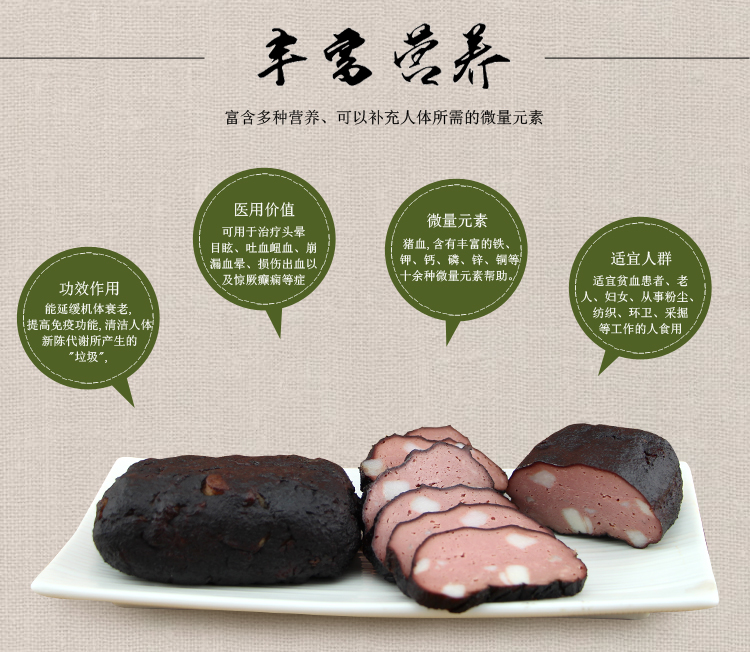 丰富营养
富含多种营养、可以补充人体所需的微量元素
医用价值
可用于治疗头晕
目眩、吐血衄血、崩
漏血晕、损伤出血以
及惊厥癫痫等症
微量元素
猪血,含有丰富的铁、
钾、钙、磷、锌、铜等
十余种微量元素帮助。
功效作用
能延缓机体衰老,
提高免疫功能,清洁人体
新陈代谢所产生的
"垃圾",
适宜人群
适宜贫血患者、老
人、妇女、从事粉尘、
纺织、环卫、采掘
等工作的人食用